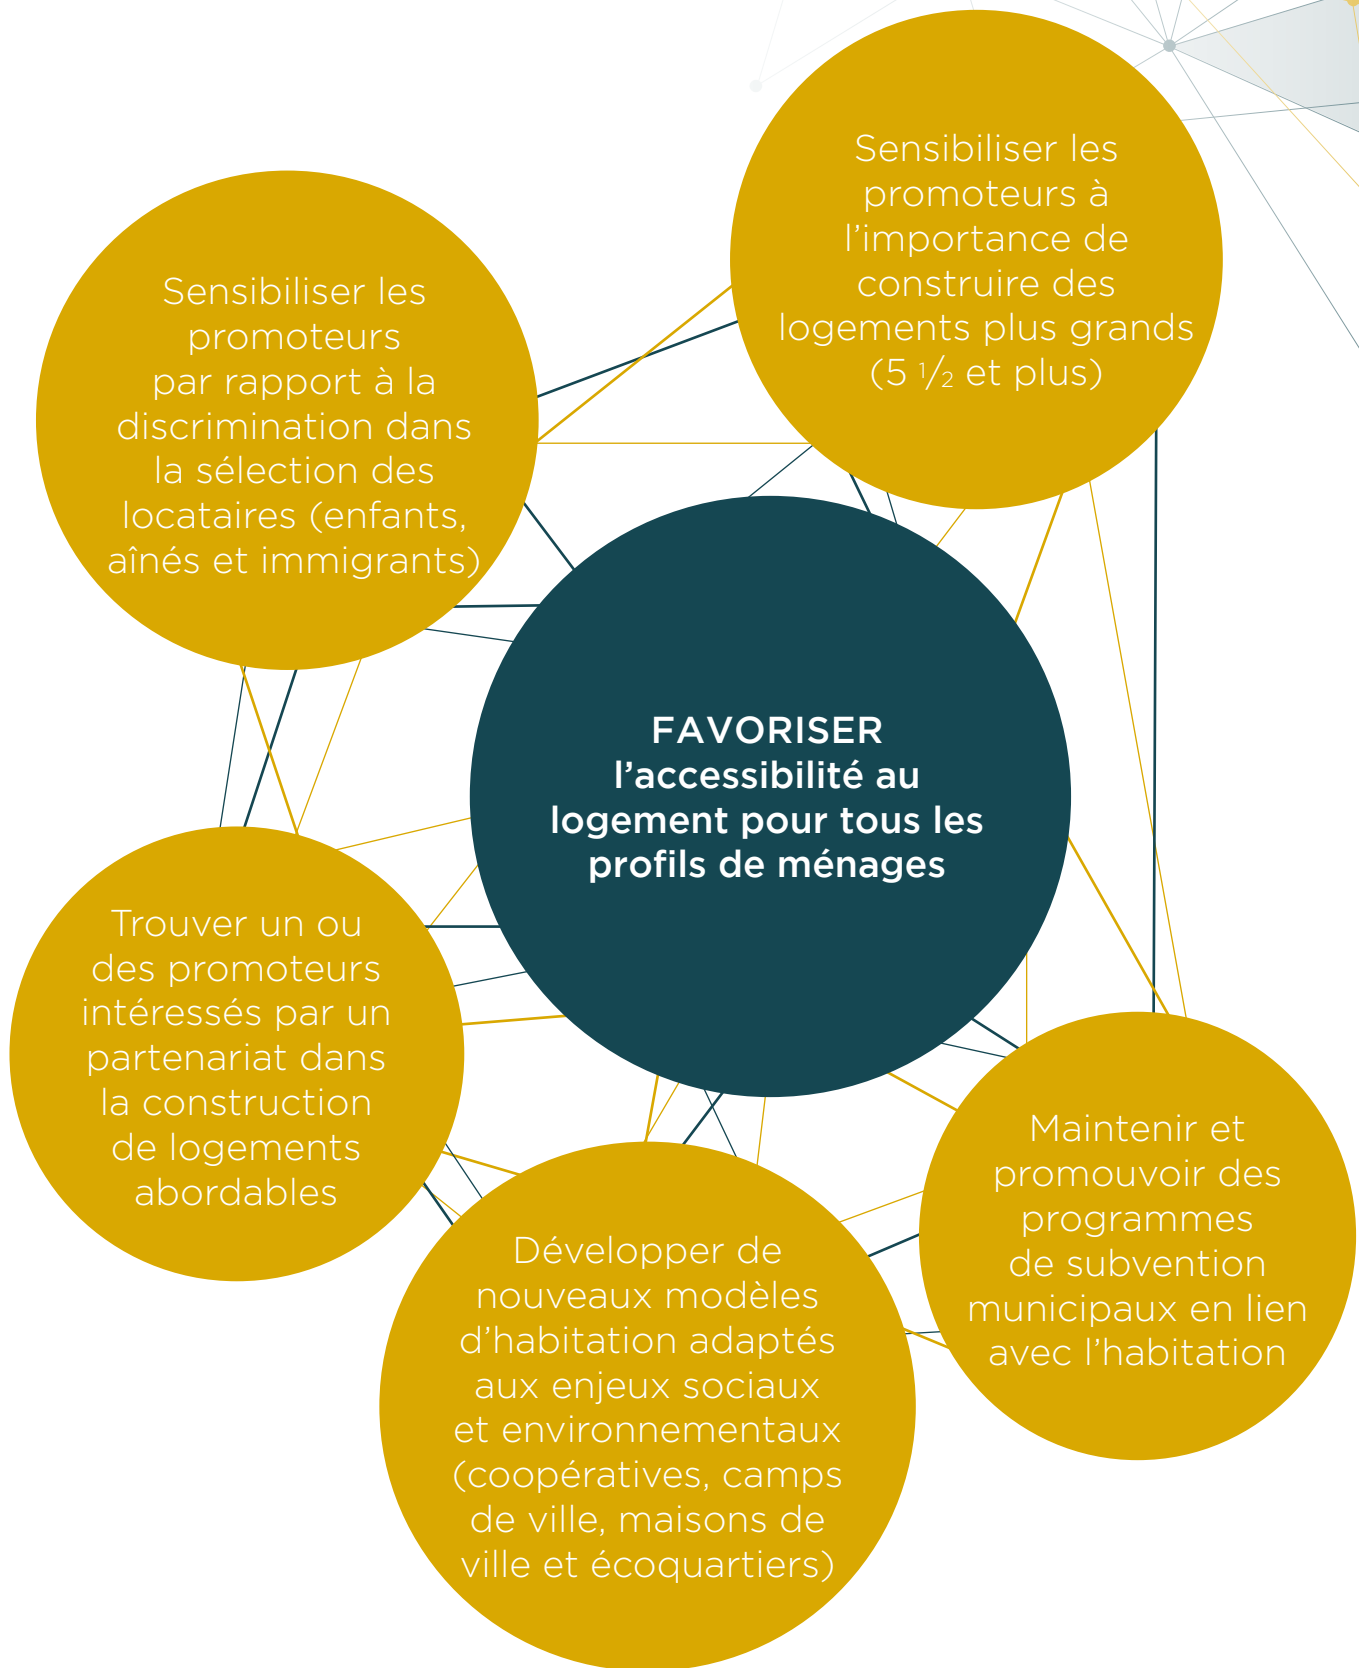 Sensibiliser les
promoteurs à
l’importance de
construire des
logements plus grands
(5 1/2 et plus)
Sensibiliser les
promoteurs
par rapport à la
discrimination dans
la sélection des
locataires (enfants,
aînés et immigrants)
FAVORISER
l’accessibilité au
logement pour tous les
profils de ménages
Trouver un ou
des promoteurs
intéressés par un
partenariat dans
la construction
de logements
abordables
Maintenir et
promouvoir des
programmes
de subvention
municipaux en lien
avec l’habitation
Développer de
nouveaux modèles
d’habitation adaptés
aux enjeux sociaux
et environnementaux
(coopératives, camps
de ville, maisons de
ville et écoquartiers)